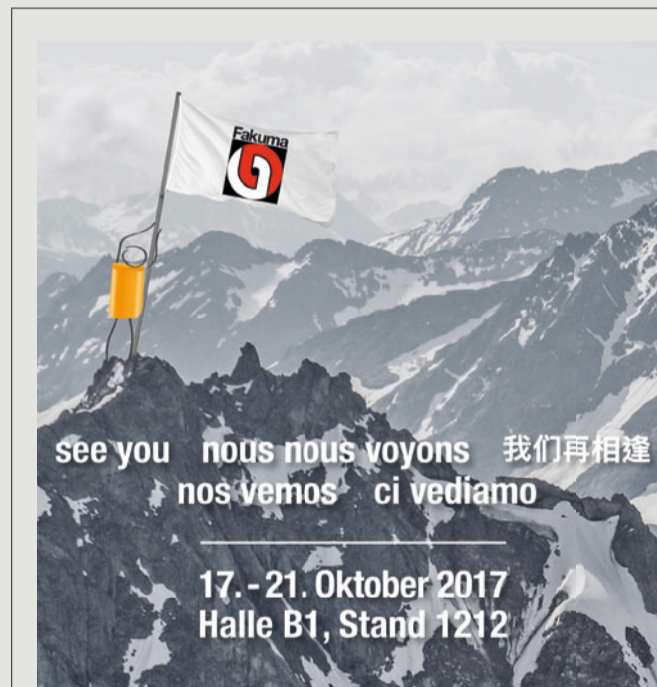 Fakuma
see you nous nous voyons 我们再相逢
nos vemos ci vediamo
17. - 21. Oktober 2017
Halle B1, Stand 1212